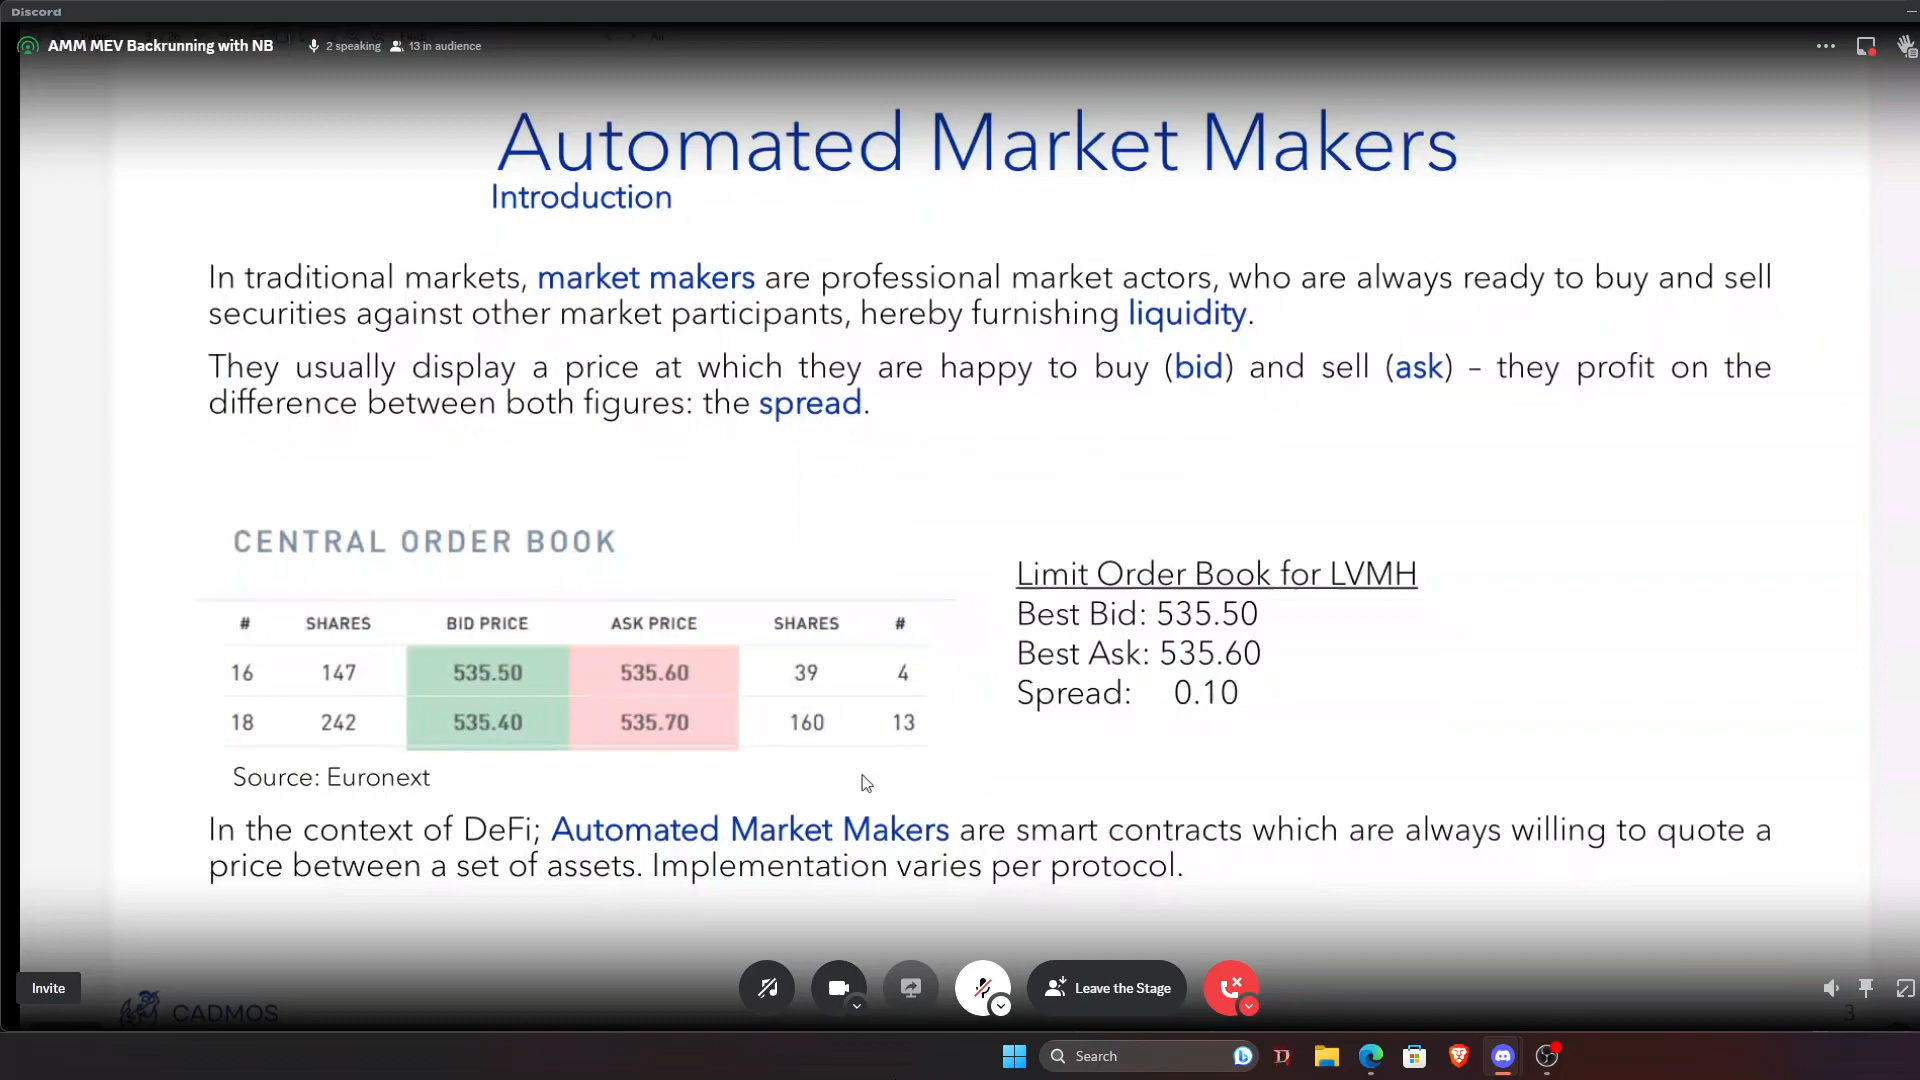 Discord
AMM MEV Backrunning with NB
2 speaking
13 in audience
Automated Market Makers
Introduction
In traditional markets, market makers are professional market actors, who are always ready to buy and sell
securities against other market participants, hereby furnishing liquidity.
They usually display a price at which they are happy to buy (bid) and sell (ask) – they profit on the
difference between both figures: the spread.
CENTRAL ORDER BOOK
# SHARES BID PRICE ASK PRICE SHARES #
16 147 535.50 535.60 39 4
18 242 535.40 535.70 160 13
Source: Euronext
Limit Order Book for LVMH
Best Bid: 535.50
Best Ask: 535.60
Spread: 0.10
In the context of DeFi; Automated Market Makers are smart contracts which are always willing to quote a
price between a set of assets. Implementation varies per protocol.
Invite
Leave the Stage
CADMOS
3
Search